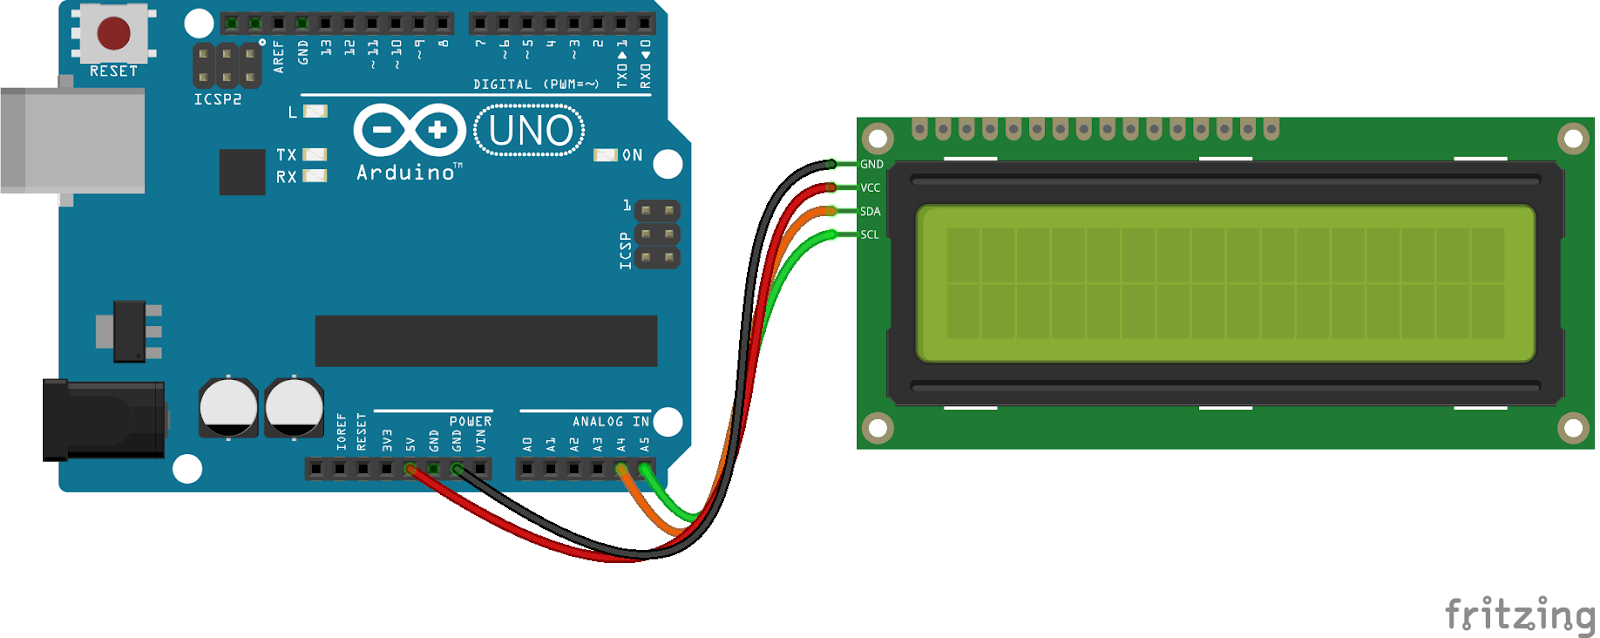 RESET
ICSP2
AREF
GND
13
12
~11
~10
~9
8
7
~6
~5
4
~3
2
TX0▶1
RX0◀0
DIGITAL (PWM=~)
L
TX
RX
UNO
Arduino™
ON
1
ICSP
IOREF
RESET
3V3
5V
GND
GND
VIN
POWER
ANALOG IN
A0
A1
A2
A3
A4
A5
GND
VCC
SDA
SCL
fritzing